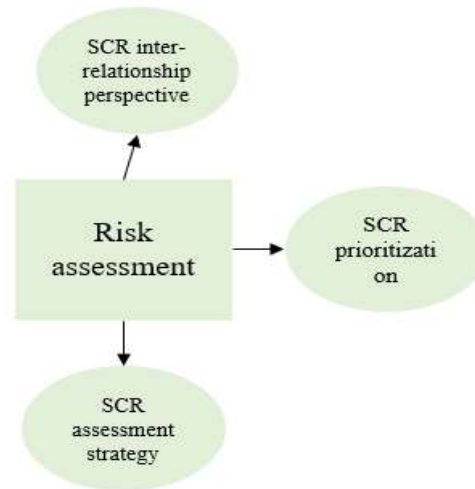 SCR inter-
relationship
perspective
Risk
assessment
SCR
prioritizati
on
SCR
assessment
strategy